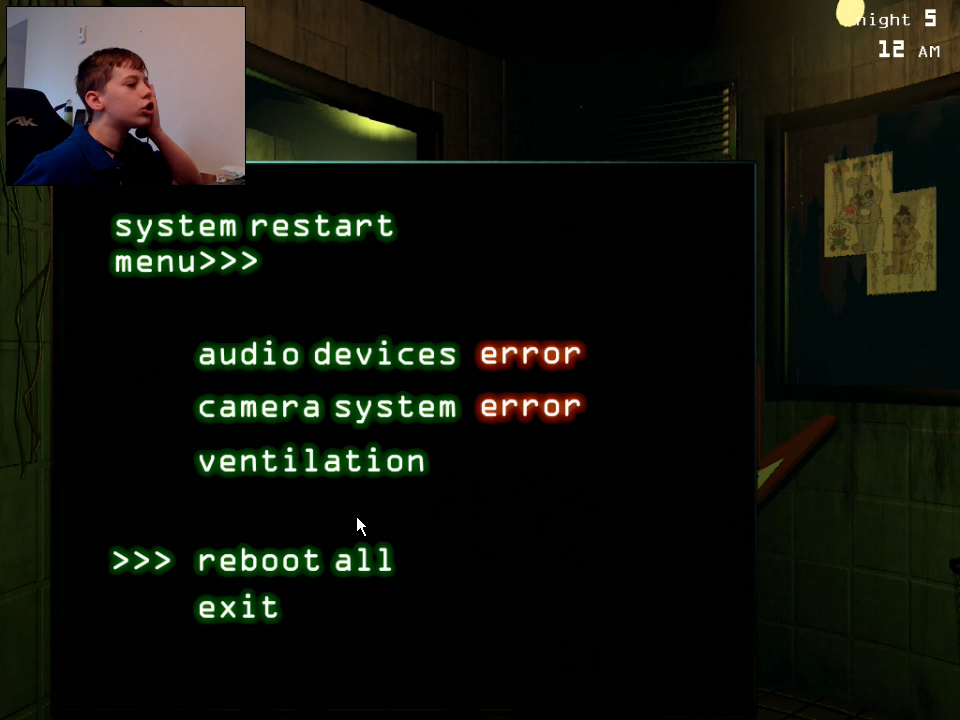 night 5
12 AM
system restart
menu>>>
audio devices error
camera system error
ventilation
>>> reboot all
exit